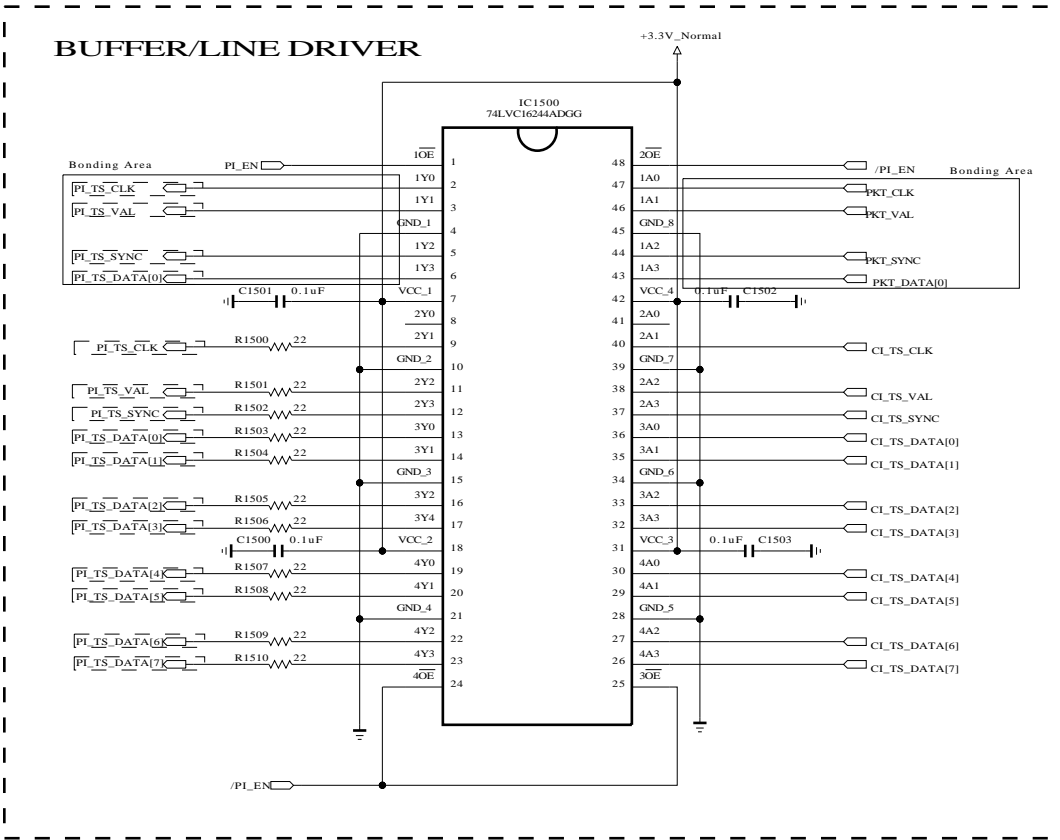 BUFFER/LINE DRIVER
+3.3V_Normal
IC1500
74LVC16244ADGG
PI_EN 1OE 1 48 2OE /PI_EN
Bonding Area
Bonding Area
PI_TS_CLK 1Y0 2 47 1A0 PKT_CLK
PI_TS_VAL 1Y1 3 46 1A1 PKT_VAL
GND_1 4 45 GND_8
PI_TS_SYNC 1Y2 5 44 1A2 PKT_SYNC
PI_TS_DATA[0] 1Y3 6 43 1A3 PKT_DATA[0]
C1501 0.1uF VCC_1 7 42 VCC_4 0.1uF C1502
2Y0 8 41 2A0
PI_TS_CLK R1500 22 2Y1 9 40 2A1 CI_TS_CLK
GND_2 10 39 GND_7
PI_TS_VAL R1501 22 2Y2 11 38 2A2 CI_TS_VAL
PI_TS_SYNC R1502 22 2Y3 12 37 2A3 CI_TS_SYNC
PI_TS_DATA[0] R1503 22 3Y0 13 36 3A0 CI_TS_DATA[0]
PI_TS_DATA[1] R1504 22 3Y1 14 35 3A1 CI_TS_DATA[1]
GND_3 15 34 GND_6
PI_TS_DATA[2] R1505 22 3Y2 16 33 3A2 CI_TS_DATA[2]
PI_TS_DATA[3] R1506 22 3Y4 17 32 3A3 CI_TS_DATA[3]
C1500 0.1uF VCC_2 18 31 VCC_3 0.1uF C1503
PI_TS_DATA[4] R1507 22 4Y0 19 30 4A0 CI_TS_DATA[4]
PI_TS_DATA[5] R1508 22 4Y1 20 29 4A1 CI_TS_DATA[5]
GND_4 21 28 GND_5
PI_TS_DATA[6] R1509 22 4Y2 22 27 4A2 CI_TS_DATA[6]
PI_TS_DATA[7] R1510 22 4Y3 23 26 4A3 CI_TS_DATA[7]
4OE 24 25 3OE
/PI_EN